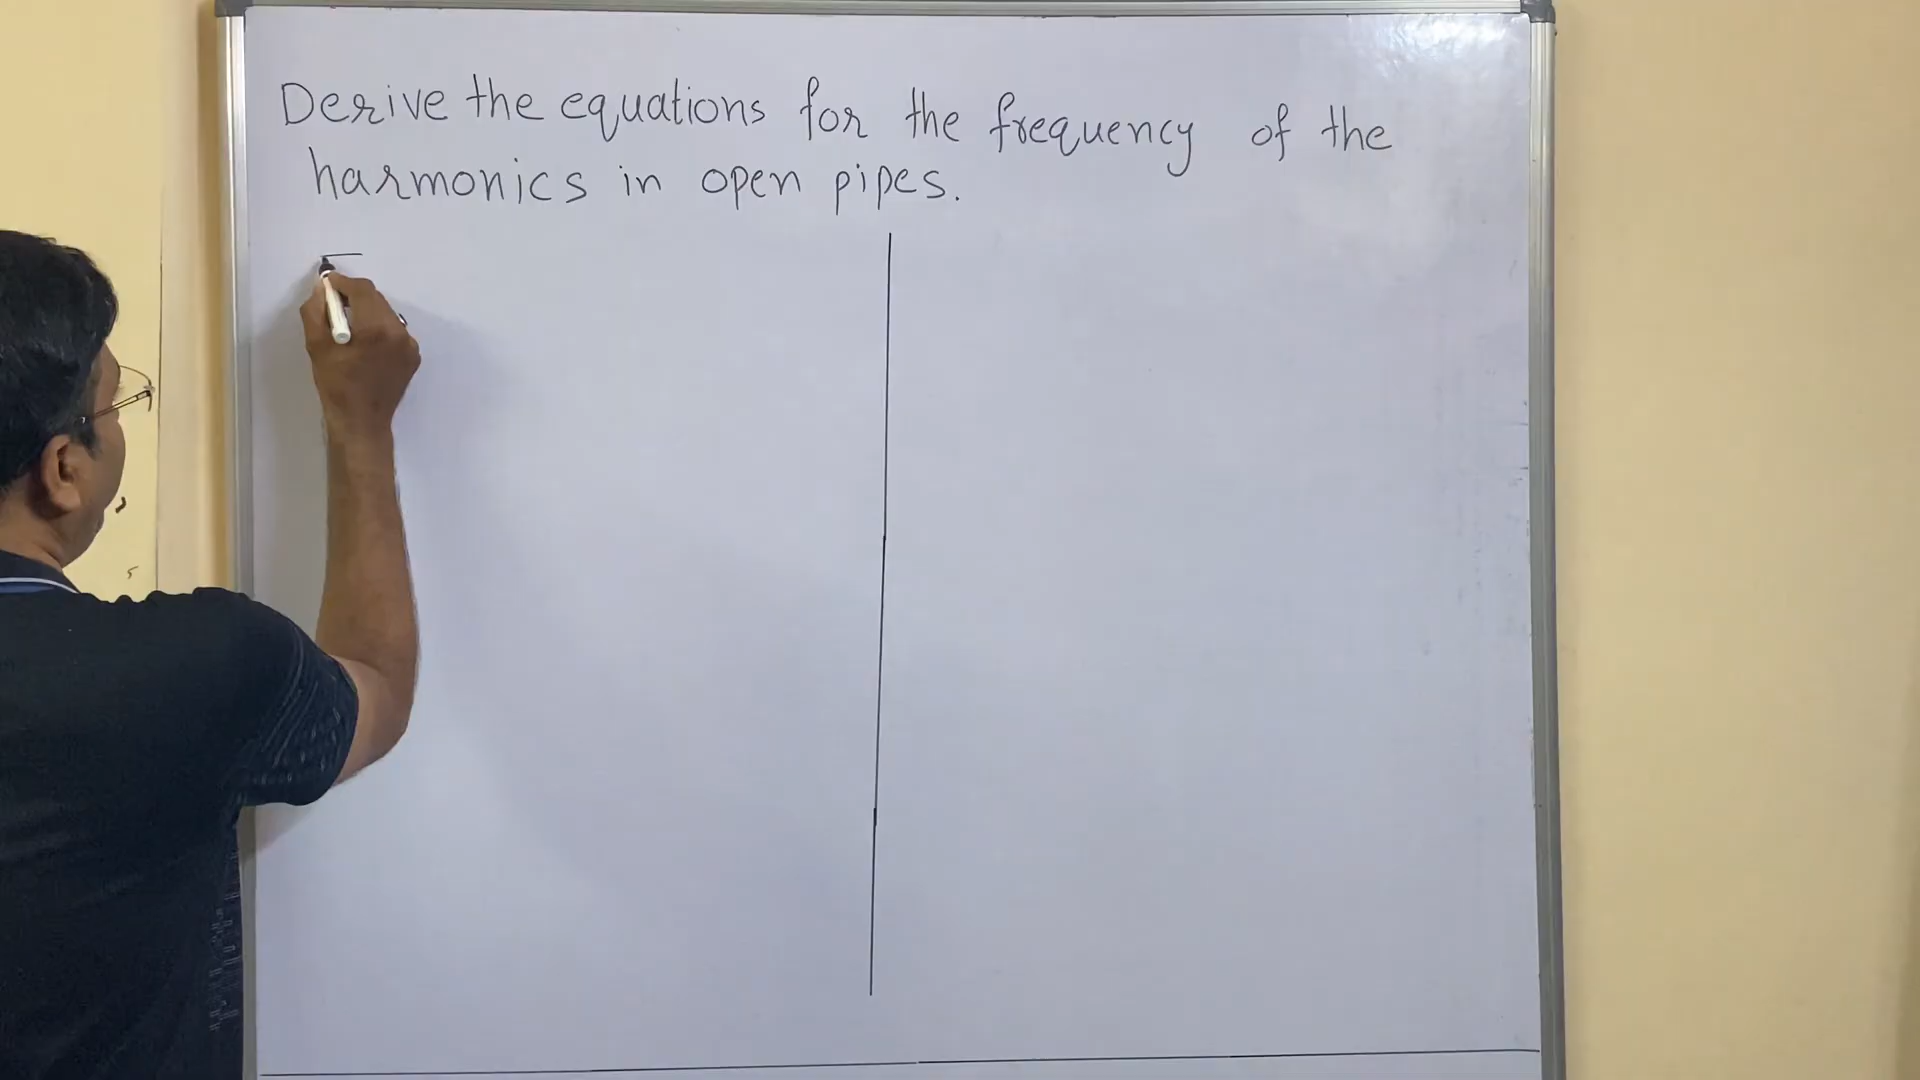 Derive the equations for the frequency of the
harmonics in open pipes.